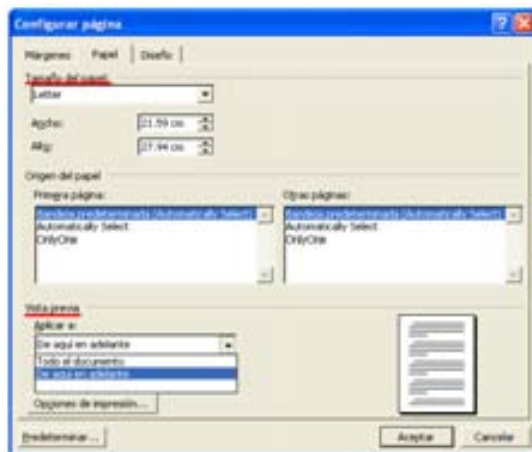 Configurar página
Márgenes Papel Diseño
Tamaño del papel:
Letter
Ancho: 21.59 cm
Alto: 27.94 cm
Origen del papel
Primera página: Otras páginas:
Bandeja predeterminada (Automatically Select) Bandeja predeterminada (Automatically Select)
Automatically Select Automatically Select
OnlyOne OnlyOne
Vista previa
Aplicar a:
De aquí en adelante
Todo el documento
De aquí en adelante
Opciones de impresión...
Predeterminar... Aceptar Cancelar